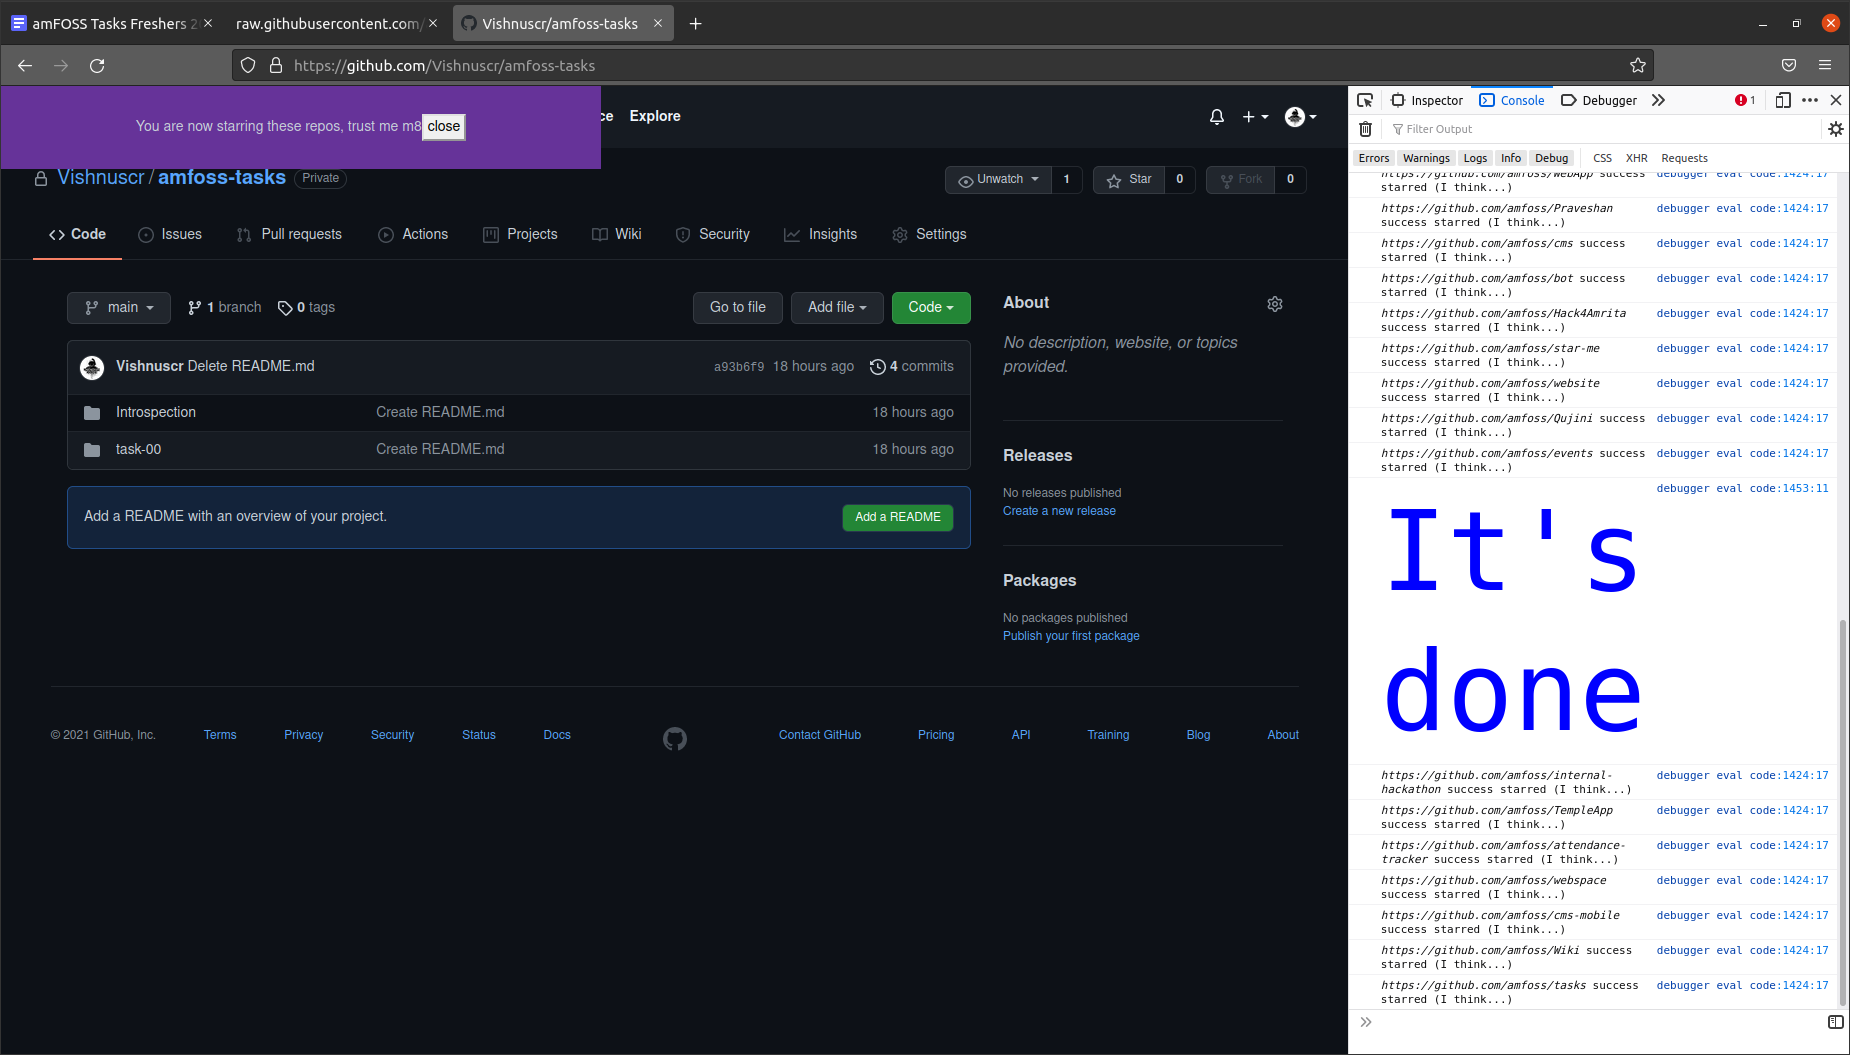 amFOSS Tasks Freshers 2
raw.githubusercontent.com/
Vishnuscr/amfoss-tasks
https://github.com/Vishnuscr/amfoss-tasks
You are now starring these repos, trust me m8 close
ce Explore
Vishnuscr / amfoss-tasks Private
Unwatch 1 Star 0 Fork 0
Code Issues Pull requests Actions Projects Wiki Security Insights Settings
main 1 branch 0 tags Go to file Add file Code
Vishnuscr Delete README.md a93b6f9 18 hours ago 4 commits
Introspection Create README.md 18 hours ago
task-00 Create README.md 18 hours ago
Add a README with an overview of your project. Add a README
About
No description, website, or topics
provided.
Releases
No releases published
Create a new release
Packages
No packages published
Publish your first package
© 2021 GitHub, Inc. Terms Privacy Security Status Docs Contact GitHub Pricing API Training Blog About
Inspector Console Debugger 1
Filter Output
Errors Warnings Logs Info Debug CSS XHR Requests
https://github.com/amfoss/webApp success debugger eval code:1424:17
starred (I think...)
https://github.com/amfoss/Praveshan debugger eval code:1424:17
success starred (I think...)
https://github.com/amfoss/cms success debugger eval code:1424:17
starred (I think...)
https://github.com/amfoss/bot success debugger eval code:1424:17
starred (I think...)
https://github.com/amfoss/Hack4Amrita debugger eval code:1424:17
success starred (I think...)
https://github.com/amfoss/star-me debugger eval code:1424:17
success starred (I think...)
https://github.com/amfoss/website debugger eval code:1424:17
success starred (I think...)
https://github.com/amfoss/Qujini success debugger eval code:1424:17
starred (I think...)
https://github.com/amfoss/events success debugger eval code:1424:17
starred (I think...)
debugger eval code:1453:11
It's
done
https://github.com/amfoss/internal- debugger eval code:1424:17
hackathon success starred (I think...)
https://github.com/amfoss/TempleApp debugger eval code:1424:17
success starred (I think...)
https://github.com/amfoss/attendance- debugger eval code:1424:17
tracker success starred (I think...)
https://github.com/amfoss/webspace debugger eval code:1424:17
success starred (I think...)
https://github.com/amfoss/cms-mobile debugger eval code:1424:17
success starred (I think...)
https://github.com/amfoss/Wiki success debugger eval code:1424:17
starred (I think...)
https://github.com/amfoss/tasks success debugger eval code:1424:17
starred (I think...)